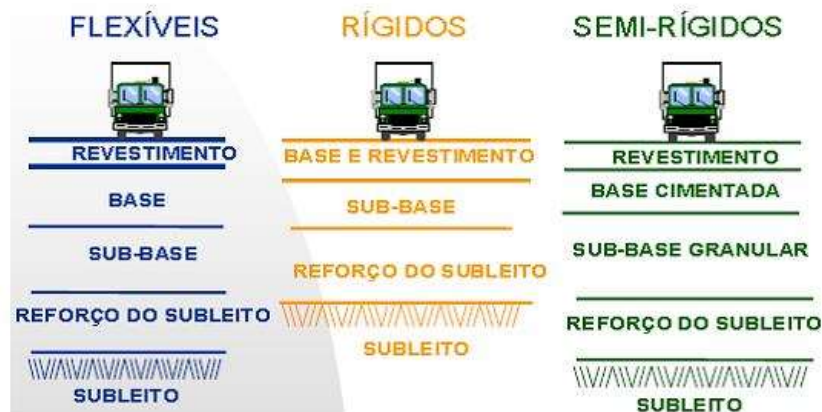 FLEXÍVEIS
REVESTIMENTO
BASE
SUB-BASE
REFORÇO DO SUBLEITO
SUBLEITO
RÍGIDOS
BASE E REVESTIMENTO
SUB-BASE
REFORÇO DO SUBLEITO
SUBLEITO
SEMI-RÍGIDOS
REVESTIMENTO
BASE CIMENTADA
SUB-BASE GRANULAR
REFORÇO DO SUBLEITO
SUBLEITO